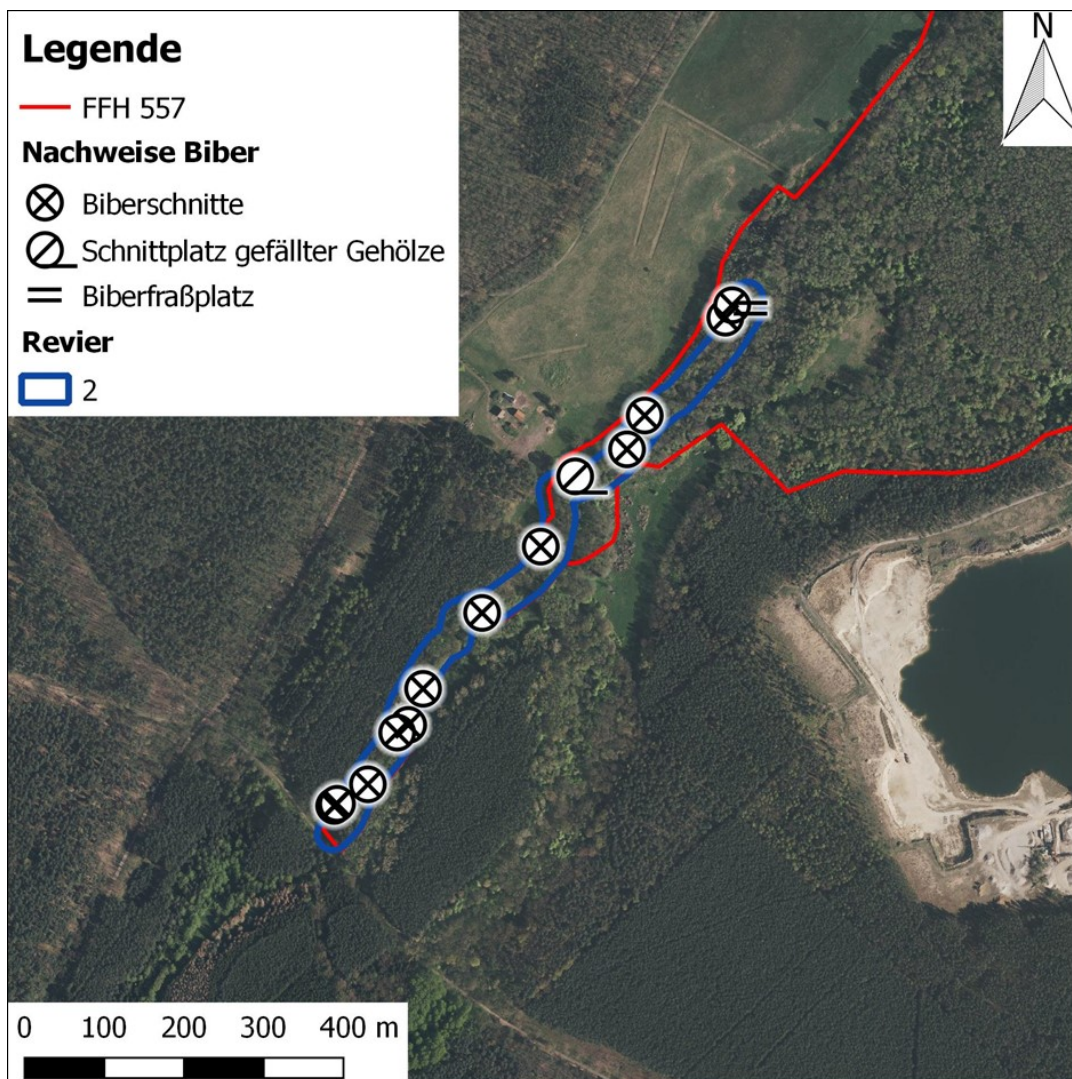 Legende
FFH 557
Nachweise Biber
Biberschnitte
Schnittplatz gefällter Gehölze
Biberfraßplatz
Revier
2
N
0 100 200 300 400 m